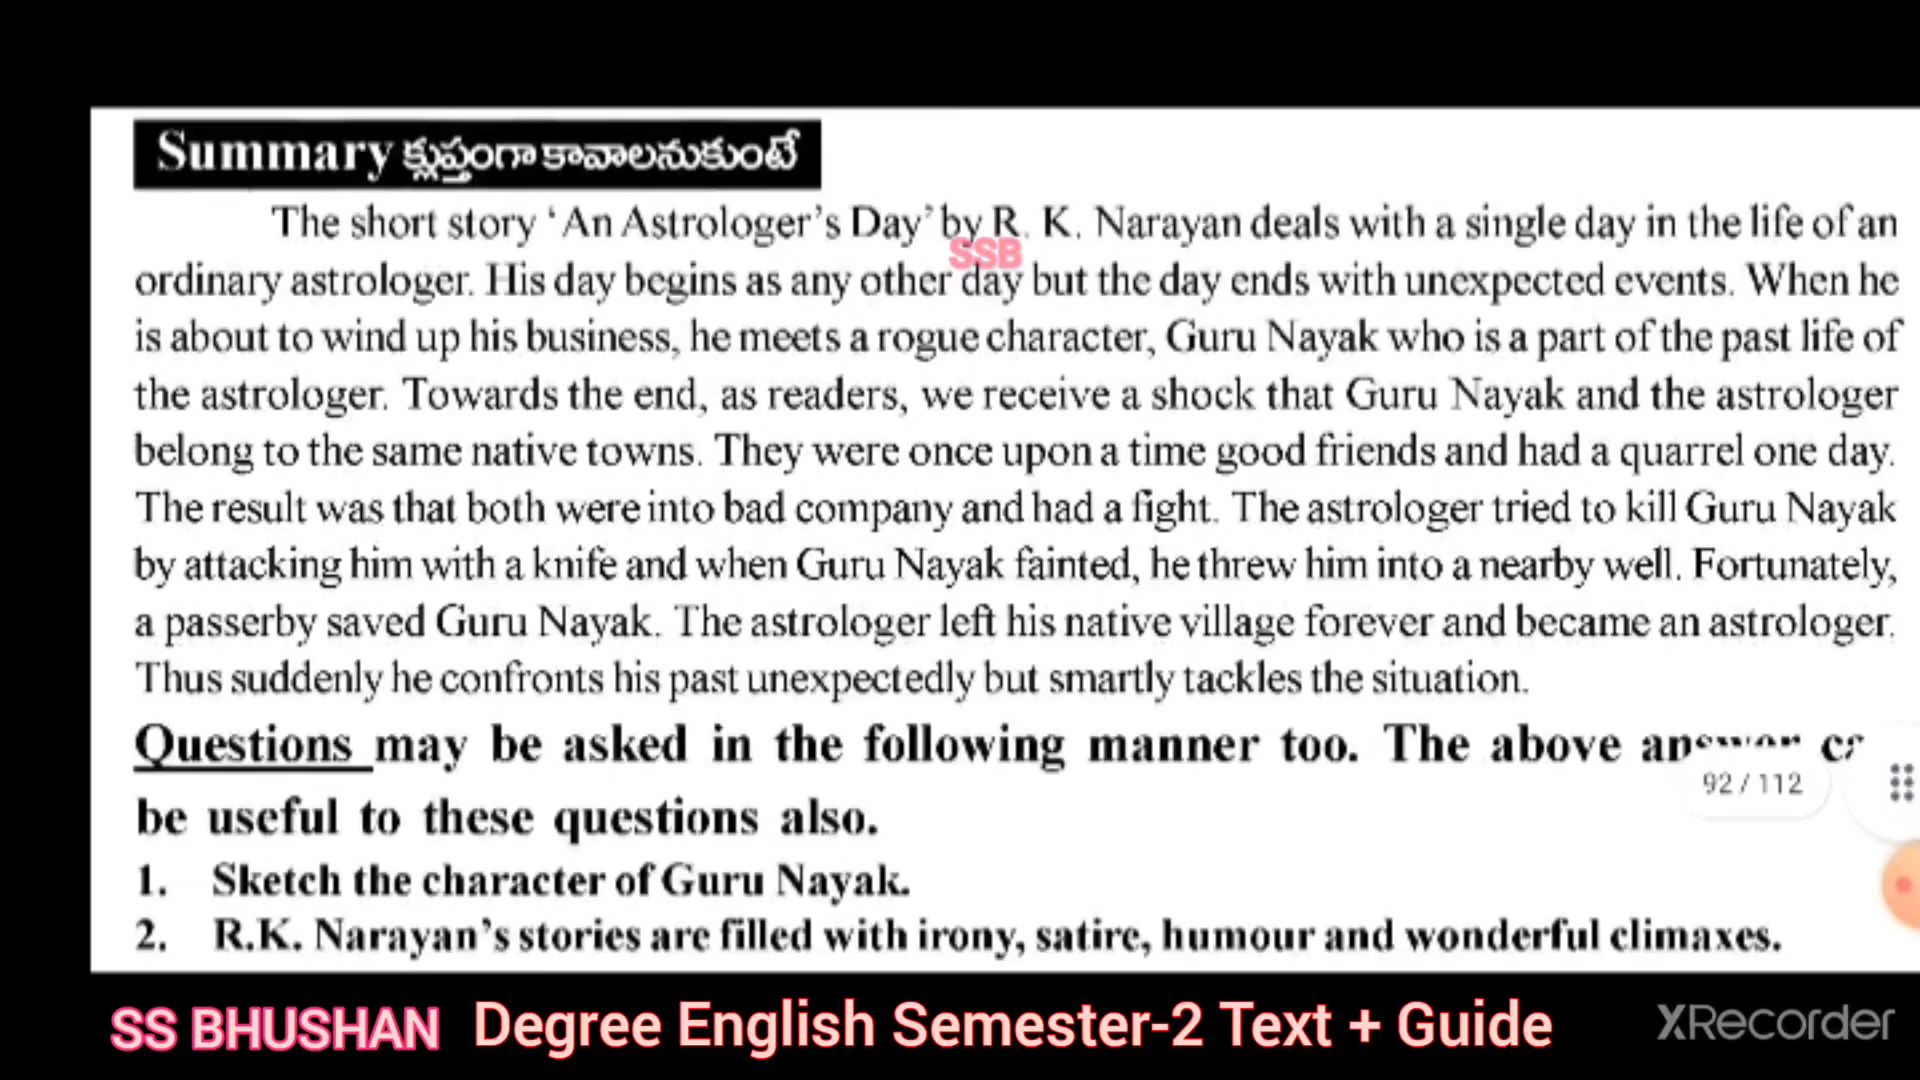 Summary క్లుప్తంగా కావాలనుకుంటే
The short story ‘An Astrologer’s Day’ by R. K. Narayan deals with a single day in the life of an
SSB
ordinary astrologer. His day begins as any other day but the day ends with unexpected events. When he
is about to wind up his business, he meets a rogue character, Guru Nayak who is a part of the past life of
the astrologer. Towards the end, as readers, we receive a shock that Guru Nayak and the astrologer
belong to the same native towns. They were once upon a time good friends and had a quarrel one day.
The result was that both were into bad company and had a fight. The astrologer tried to kill Guru Nayak
by attacking him with a knife and when Guru Nayak fainted, he threw him into a nearby well. Fortunately,
a passerby saved Guru Nayak. The astrologer left his native village forever and became an astrologer.
Thus suddenly he confronts his past unexpectedly but smartly tackles the situation.
Questions may be asked in the following manner too. The above answer
92 / 112
be useful to these questions also.
1. Sketch the character of Guru Nayak.
2. R.K. Narayan’s stories are filled with irony, satire, humour and wonderful climaxes.
SS BHUSHAN Degree English Semester-2 Text + Guide
XRecorder